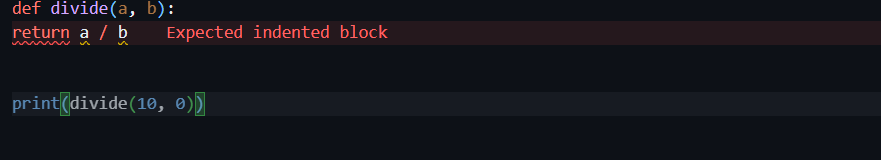 def divide(a, b):
return a / b    Expected indented block
print(divide(10, 0))